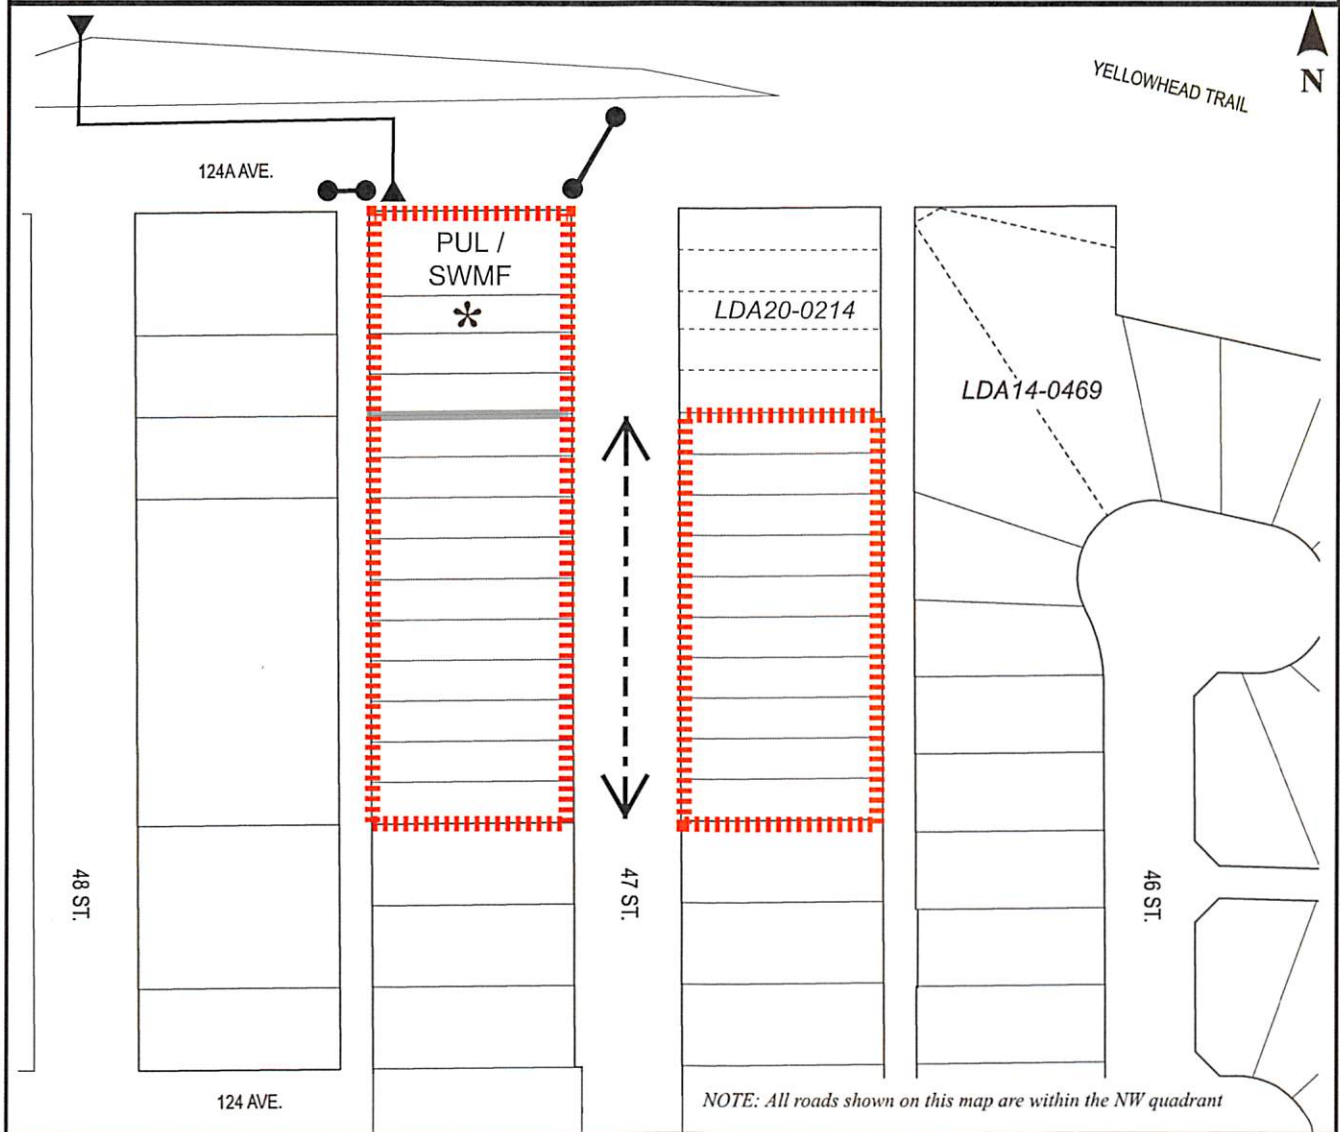 YELLOWHEAD TRAIL
N
124A AVE.
PUL /
SWMF
*
LDA20-0214
LDA14-0469
48 ST.
47 ST.
46 ST.
124 AVE.
NOTE: All roads shown on this map are within the NW quadrant